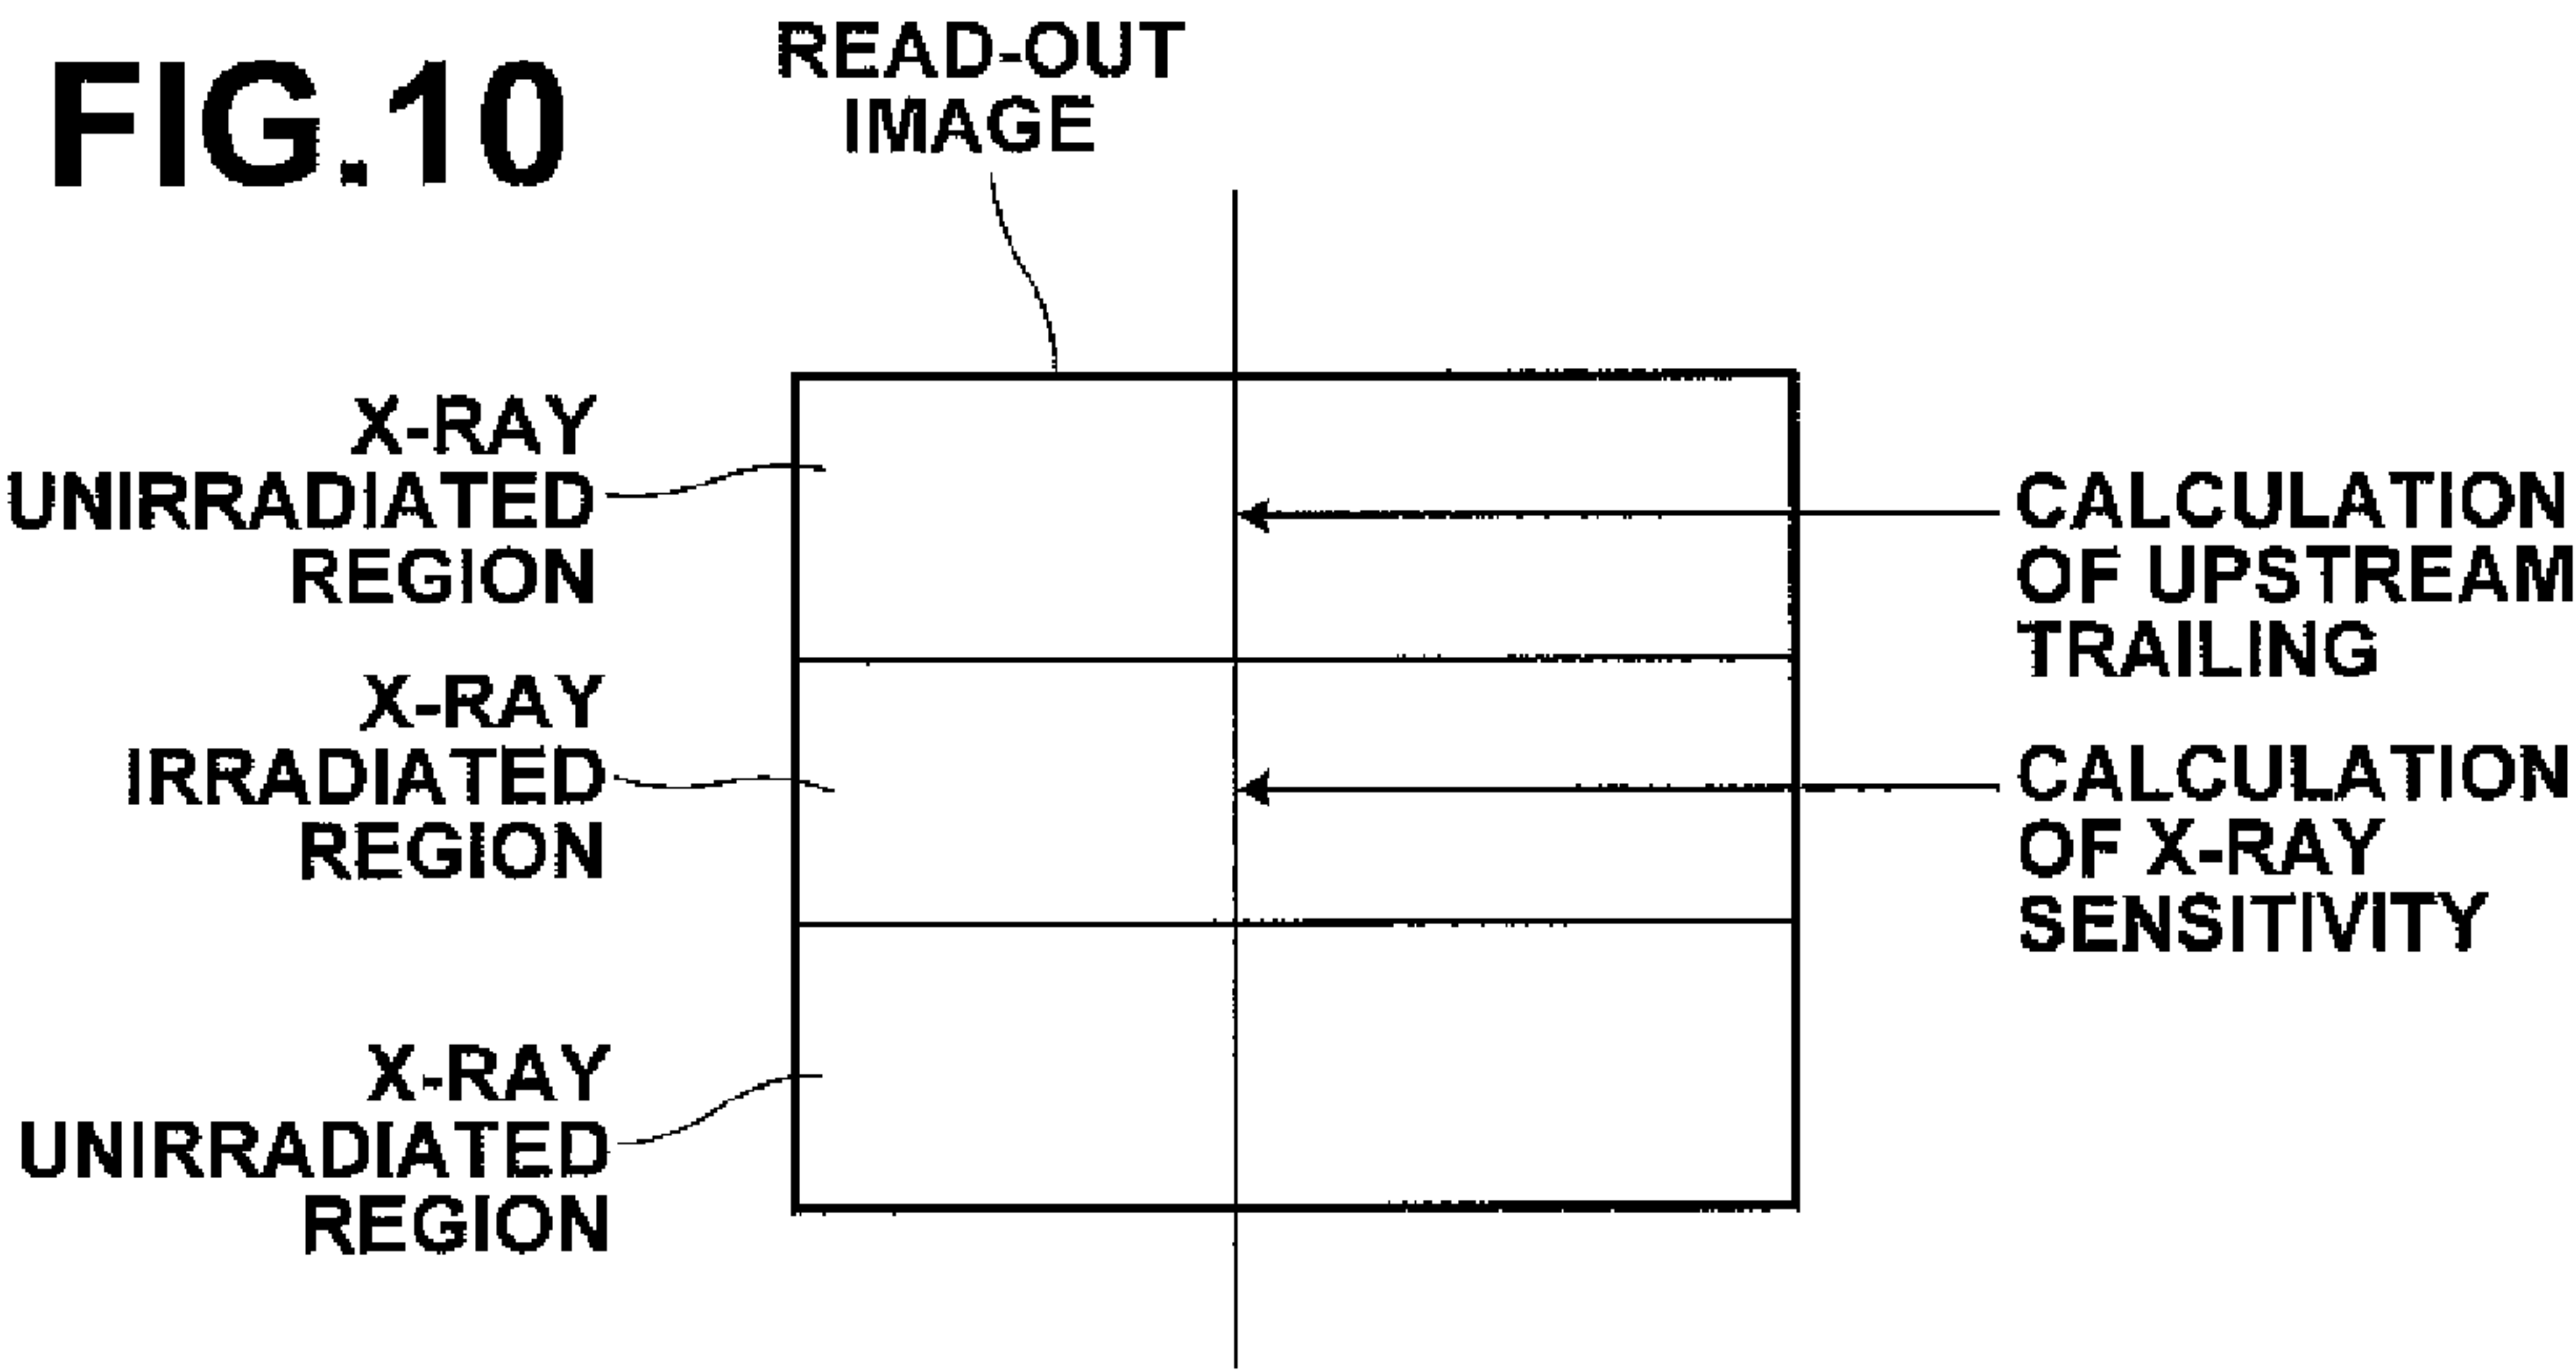 FIG.10
READ-OUT
IMAGE
X-RAY
UNIRRADIATED
REGION
CALCULATION
OF UPSTREAM
TRAILING
X-RAY
IRRADIATED
REGION
CALCULATION
OF X-RAY
SENSITIVITY
X-RAY
UNIRRADIATED
REGION